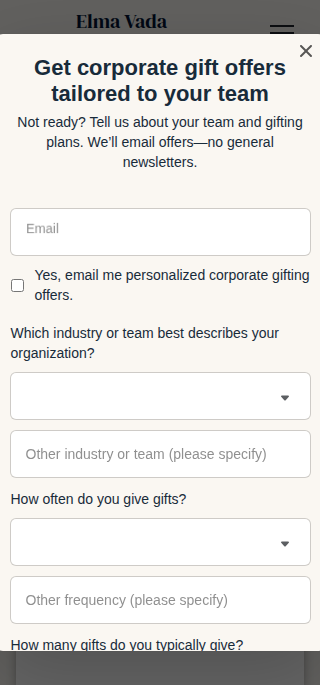 Elma Vada
Get corporate gift offers
tailored to your team
Not ready? Tell us about your team and gifting
plans. We’ll email offers—no general
newsletters.
Email
Yes, email me personalized corporate gifting
offers.
Which industry or team best describes your
organization?
Other industry or team (please specify)
How often do you give gifts?
Other frequency (please specify)
How many gifts do you typically give?